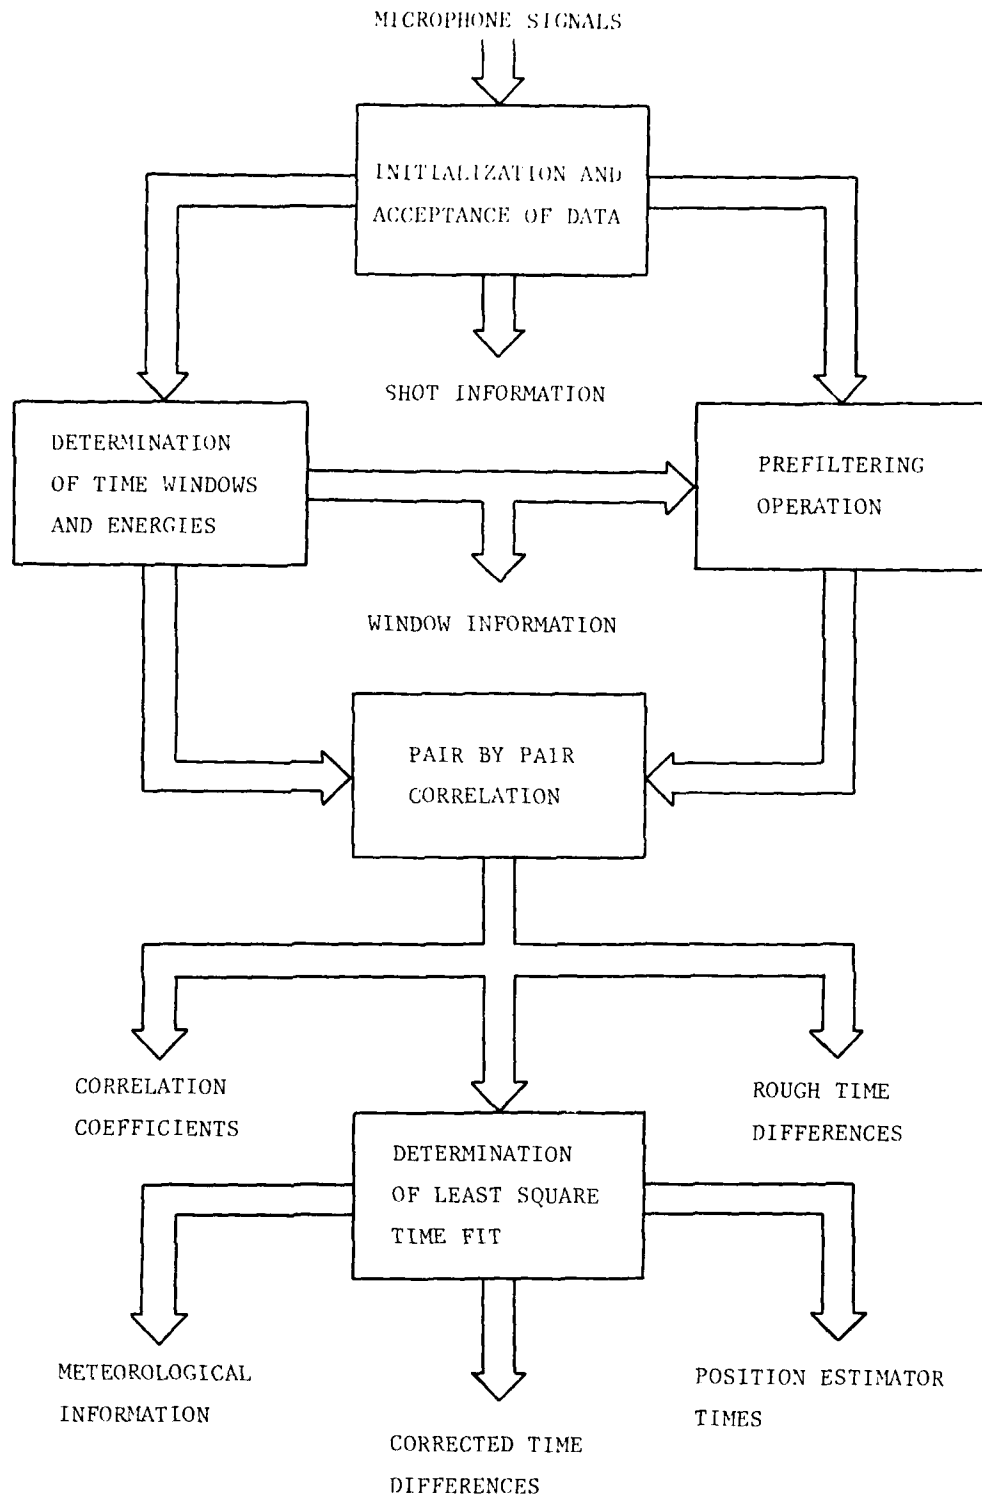 MICROPHONE SIGNALS
INITIALIZATION AND
ACCEPTANCE OF DATA
SHOT INFORMATION
DETERMINATION
OF TIME WINDOWS
AND ENERGIES
PREFILTERING
OPERATION
WINDOW INFORMATION
PAIR BY PAIR
CORRELATION
CORRELATION
COEFFICIENTS
ROUGH TIME
DIFFERENCES
DETERMINATION
OF LEAST SQUARE
TIME FIT
METEOROLOGICAL
INFORMATION
POSITION ESTIMATOR
TIMES
CORRECTED TIME
DIFFERENCES